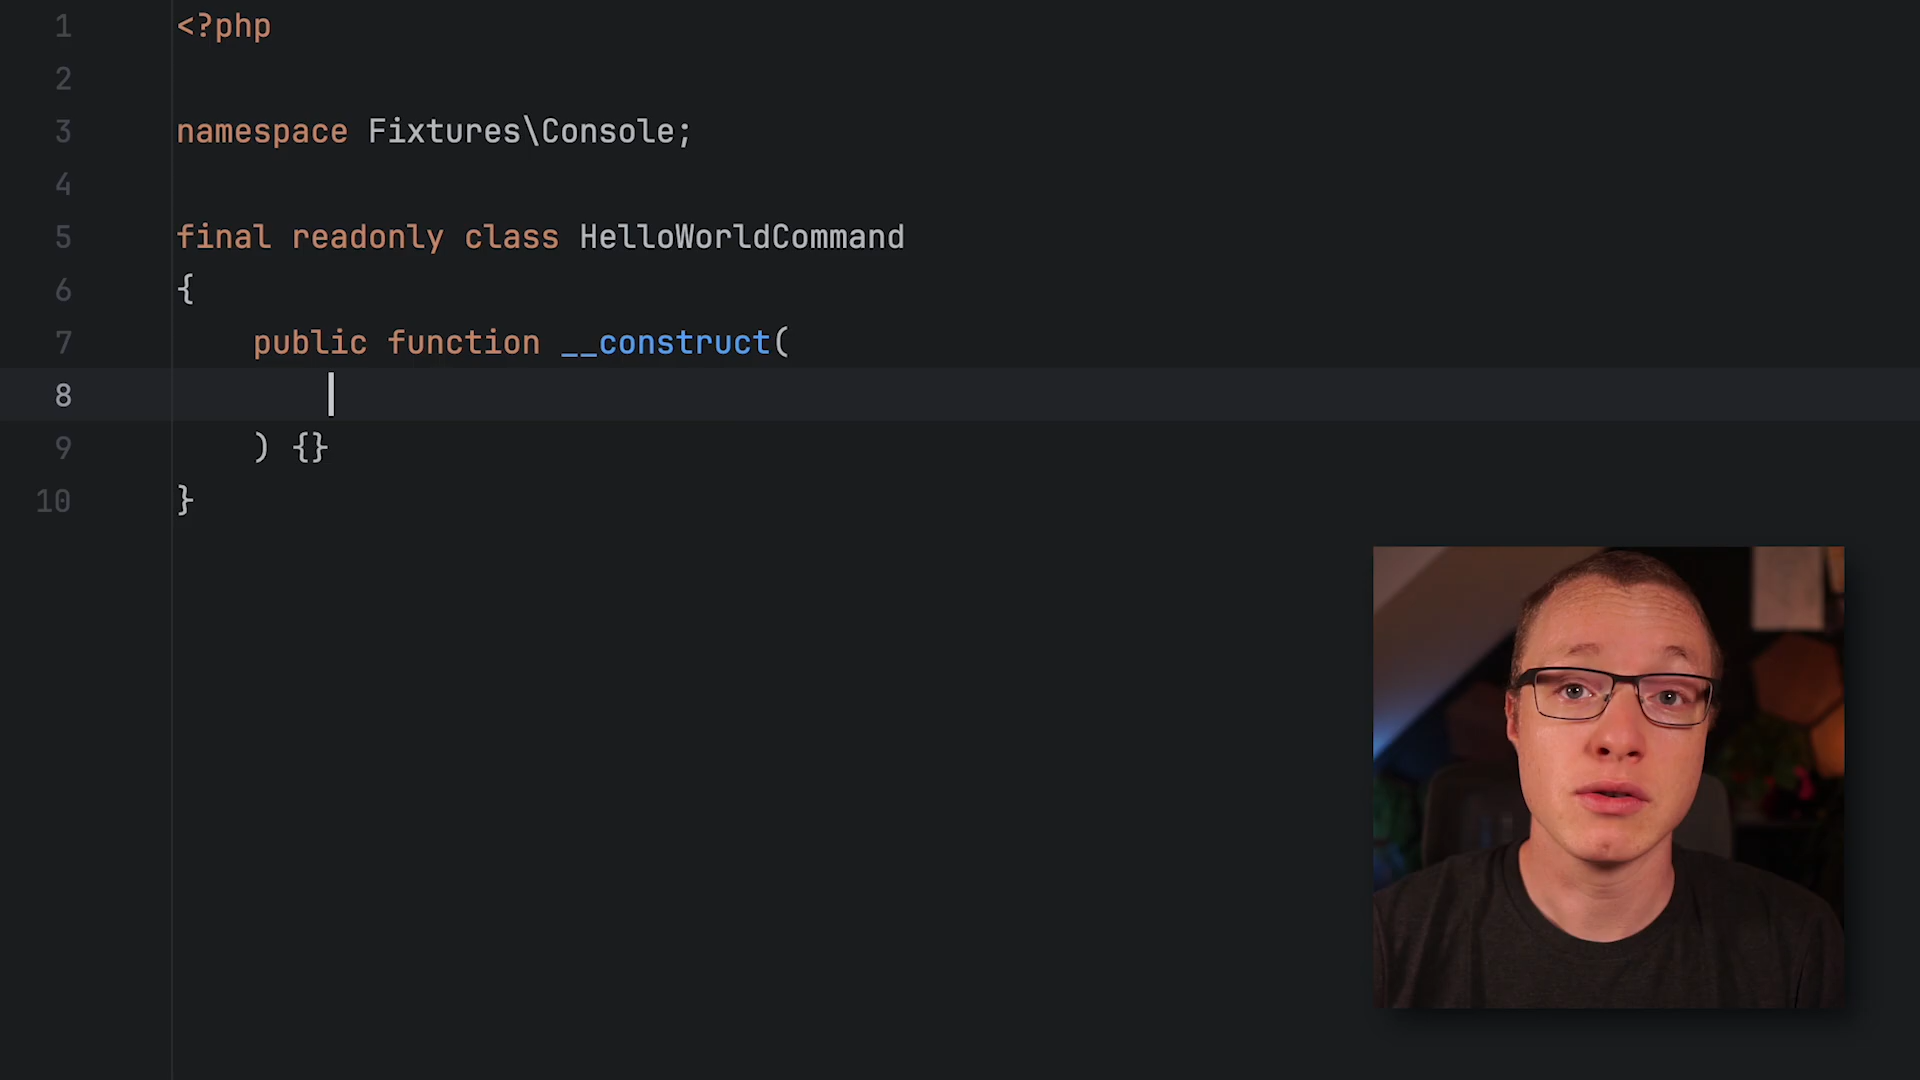 1 <?php
2
3 namespace Fixtures\Console;
4
5 final readonly class HelloWorldCommand
6 {
7 public function __construct(
8
9 ) {}
10 }